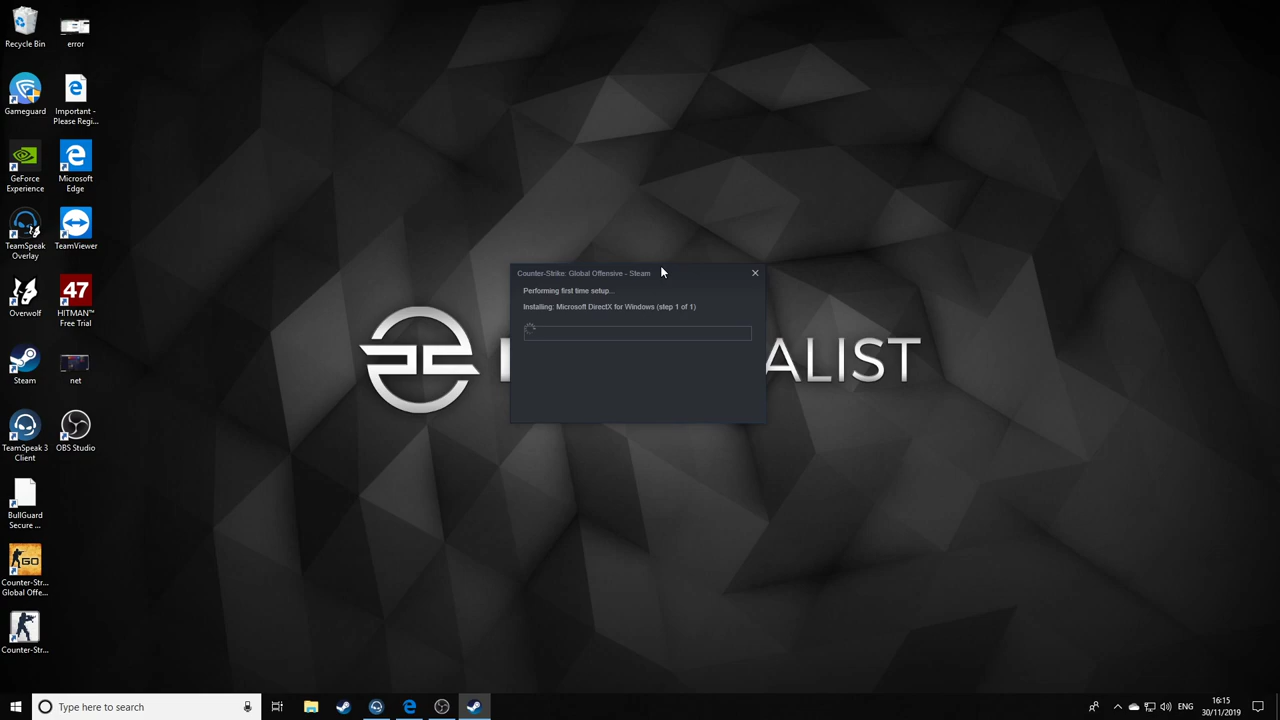 Recycle Bin
error
Gameguard
Important -
Please Regi...
GeForce
Experience
Microsoft
Edge
TeamSpeak
Overlay
TeamViewer
Overwolf
47
HITMAN™
Free Trial
Steam
net
TeamSpeak 3
Client
OBS Studio
BullGuard
Secure ...
GO
Counter-Str...
Global Offe...
Counter-Str...
Counter-Strike: Global Offensive - Steam
Performing first time setup...
Installing: Microsoft DirectX for Windows (step 1 of 1)
ALIST
Type here to search
ENG
16:15
30/11/2019